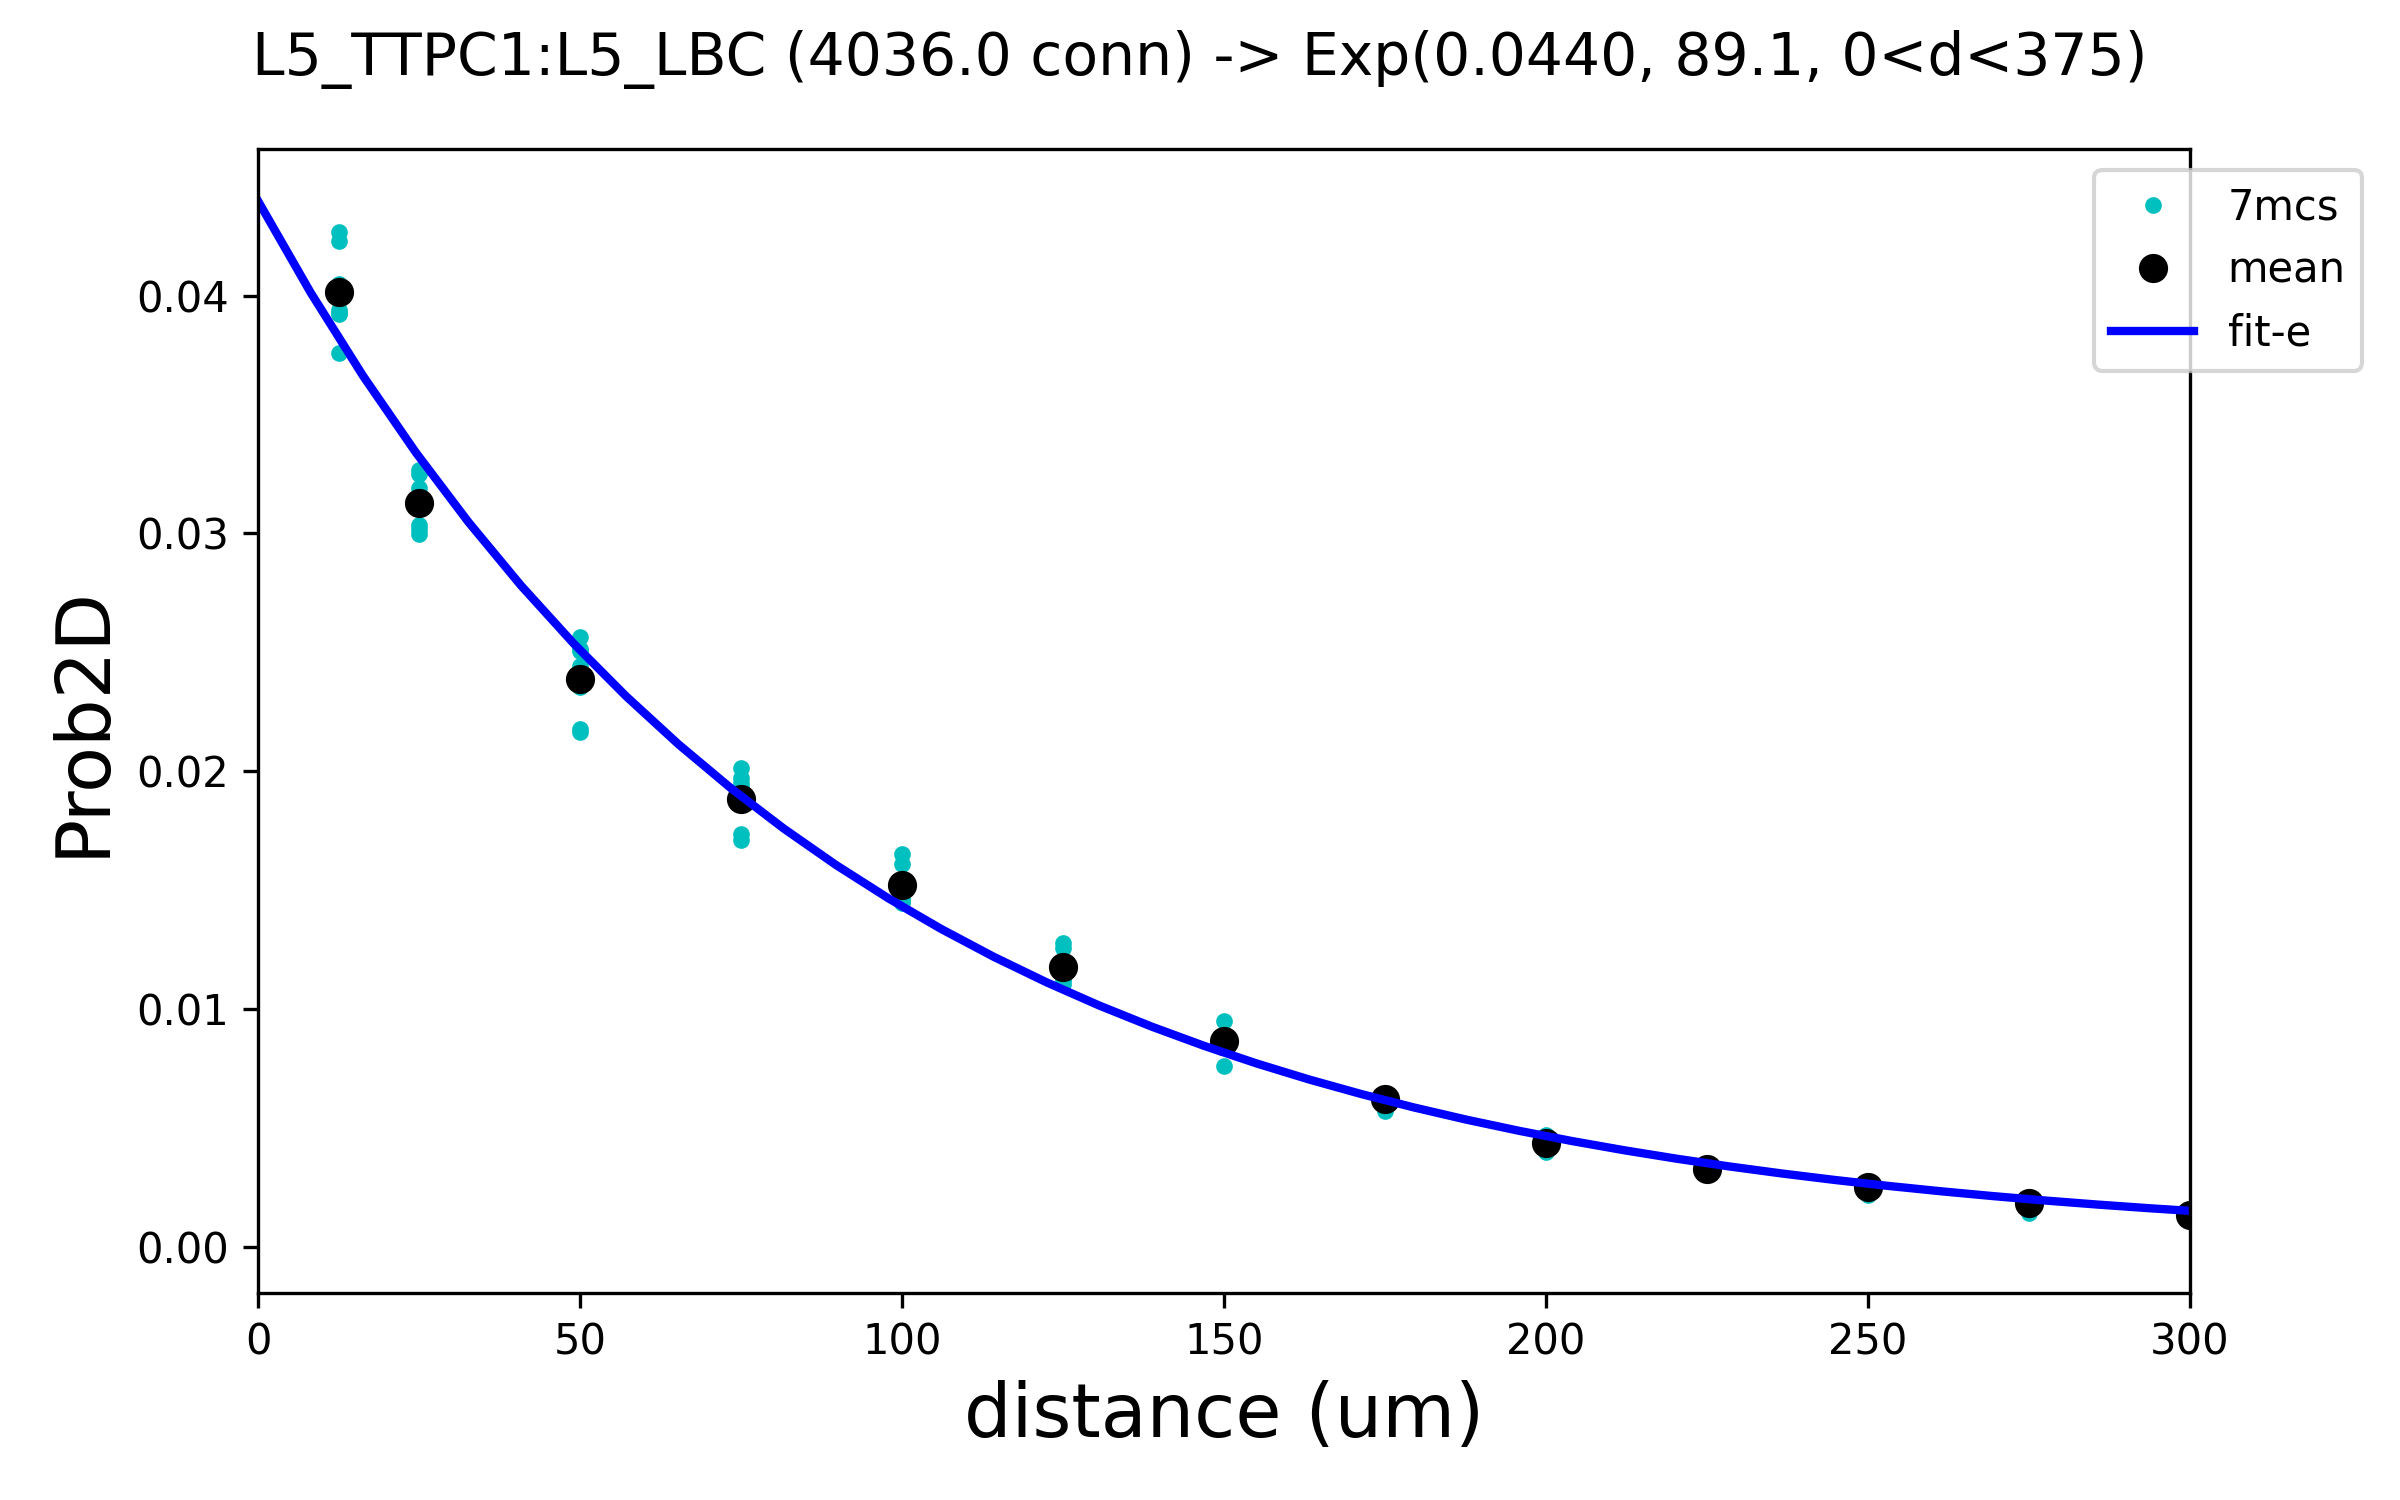 L5_TTPC1:L5_LBC (4036.0 conn) -> Exp(0.0440, 89.1, 0<d<375)
7mcs
mean
fit-e
Prob2D
0.04
0.03
0.02
0.01
0.00
0 50 100 150 200 250 300
distance (um)